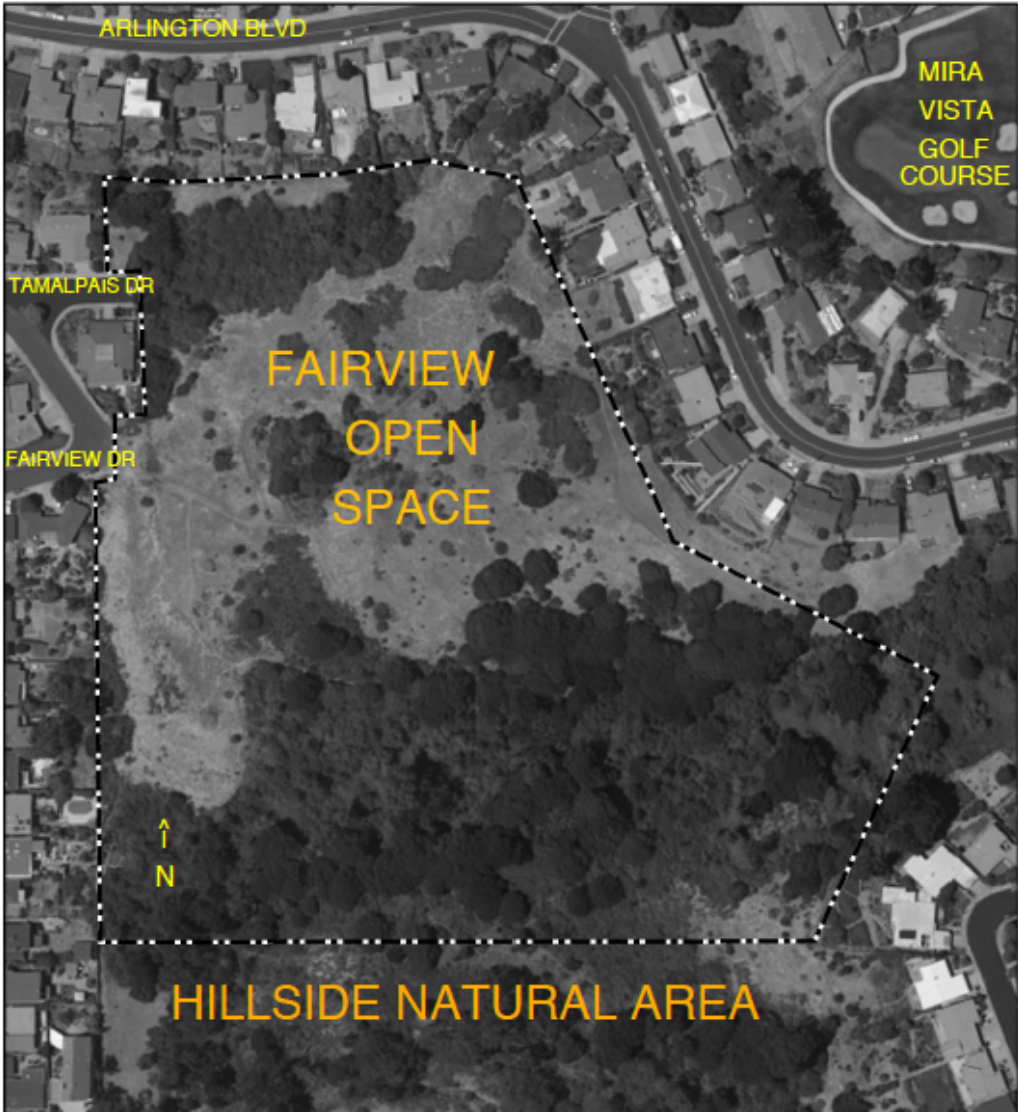 ARLINGTON BLVD
MIRA
VISTA
GOLF
COURSE
TAMALPAIS DR
FAIRVIEW
OPEN
SPACE
FAIRVIEW DR
^
I
N
HILLSIDE NATURAL AREA